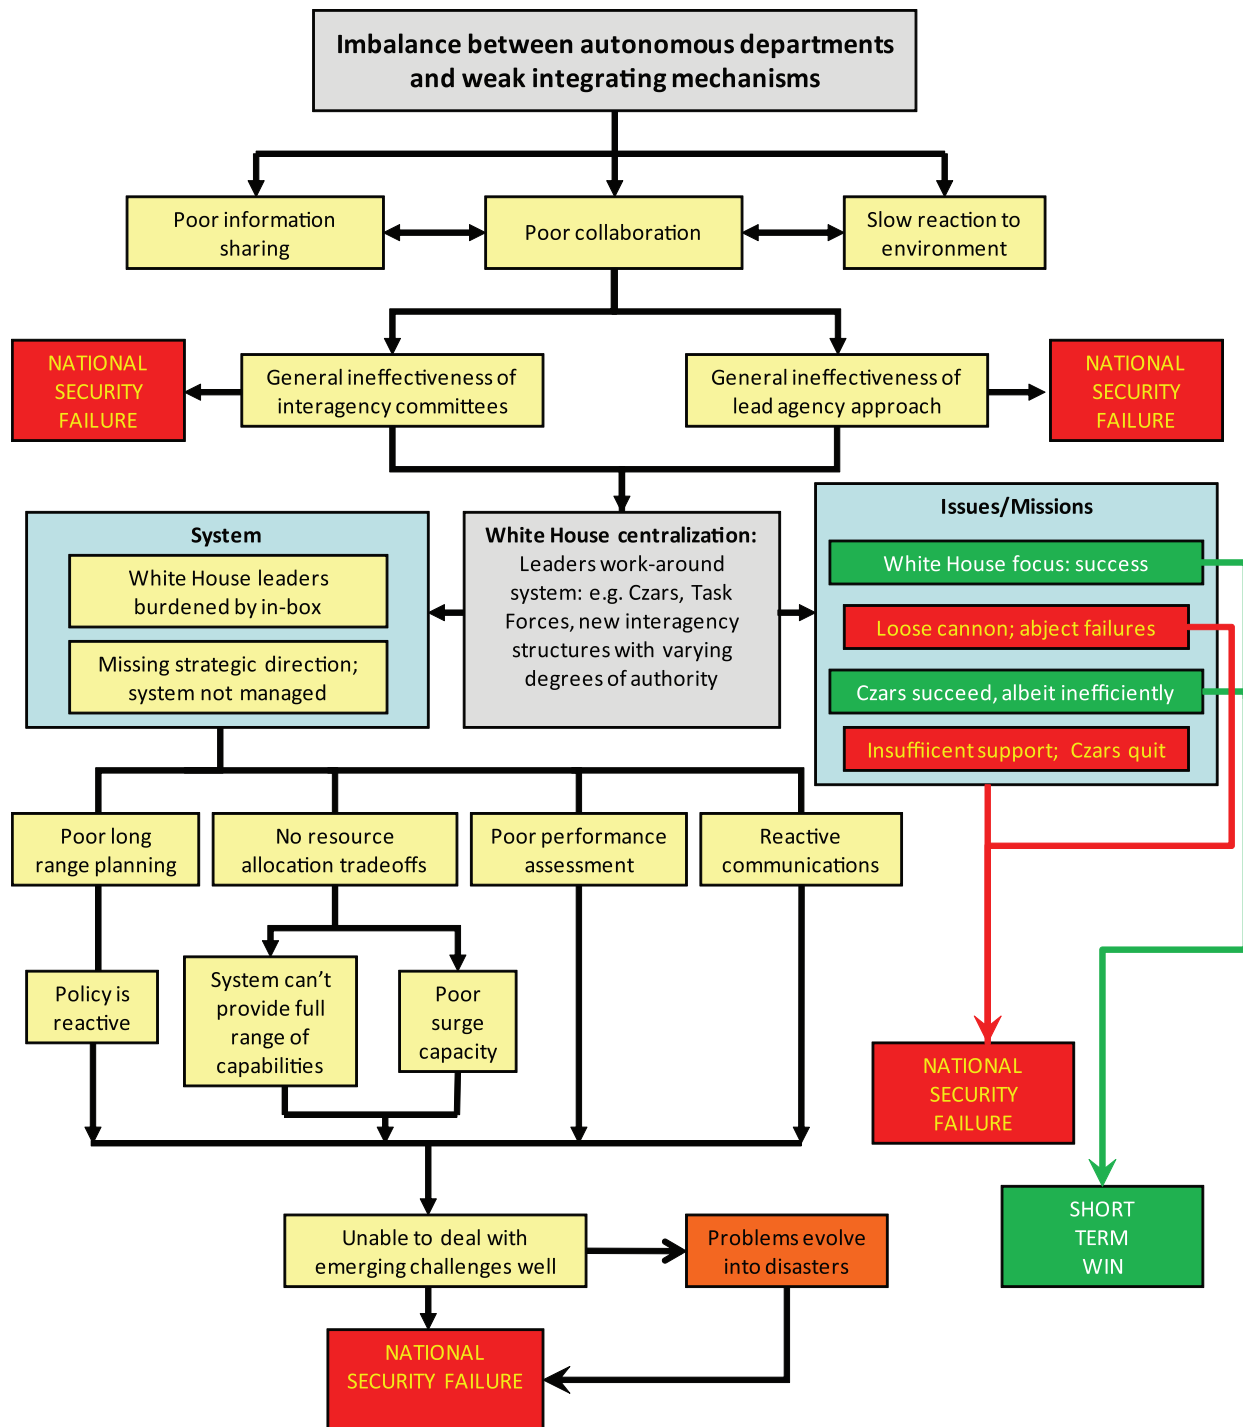 Imbalance between autonomous departments
and weak integrating mechanisms
Poor information
sharing
Poor collaboration
Slow reaction to
environment
NATIONAL
SECURITY
FAILURE
General ineffectiveness of
interagency committees
General ineffectiveness of
lead agency approach
NATIONAL
SECURITY
FAILURE
System
White House leaders
burdened by in-box
Missing strategic direction;
system not managed
White House centralization:
Leaders work-around
system: e.g. Czars, Task
Forces, new interagency
structures with varying
degrees of authority
Issues/Missions
White House focus: success
Loose cannon; abject failures
Czars succeed, albeit inefficiently
Insuffiicent support; Czars quit
Poor long
range planning
No resource
allocation tradeoffs
Poor performance
assessment
Reactive
communications
Policy is
reactive
System can't
provide full
range of
capabilities
Poor
surge
capacity
NATIONAL
SECURITY
FAILURE
SHORT
TERM
WIN
Unable to deal with
emerging challenges well
Problems evolve
into disasters
NATIONAL
SECURITY FAILURE